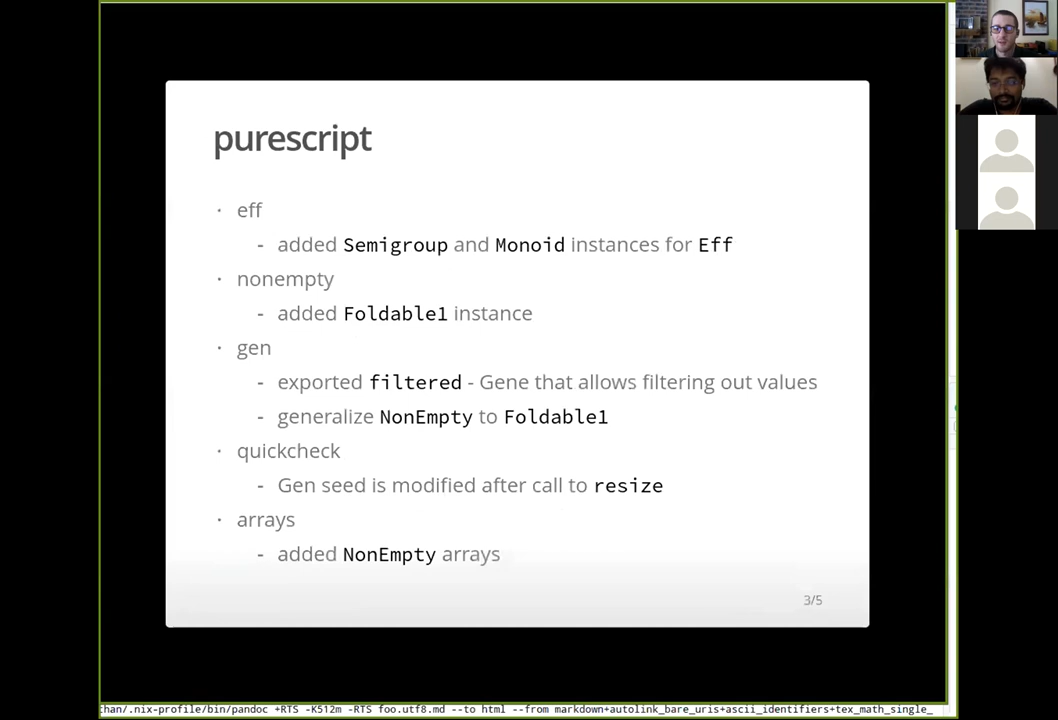 purescript
· eff
- added Semigroup and Monoid instances for Eff
· nonempty
- added Foldable1 instance
· gen
- exported filtered - Gene that allows filtering out values
- generalize NonEmpty to Foldable1
· quickcheck
- Gen seed is modified after call to resize
· arrays
- added NonEmpty arrays
3/5
than/.nix-profile/bin/pandoc +RTS -K512m -RTS foo.utf8.md --to html --from markdown+autolink_bare_uris+ascii_identifiers+tex_math_single_